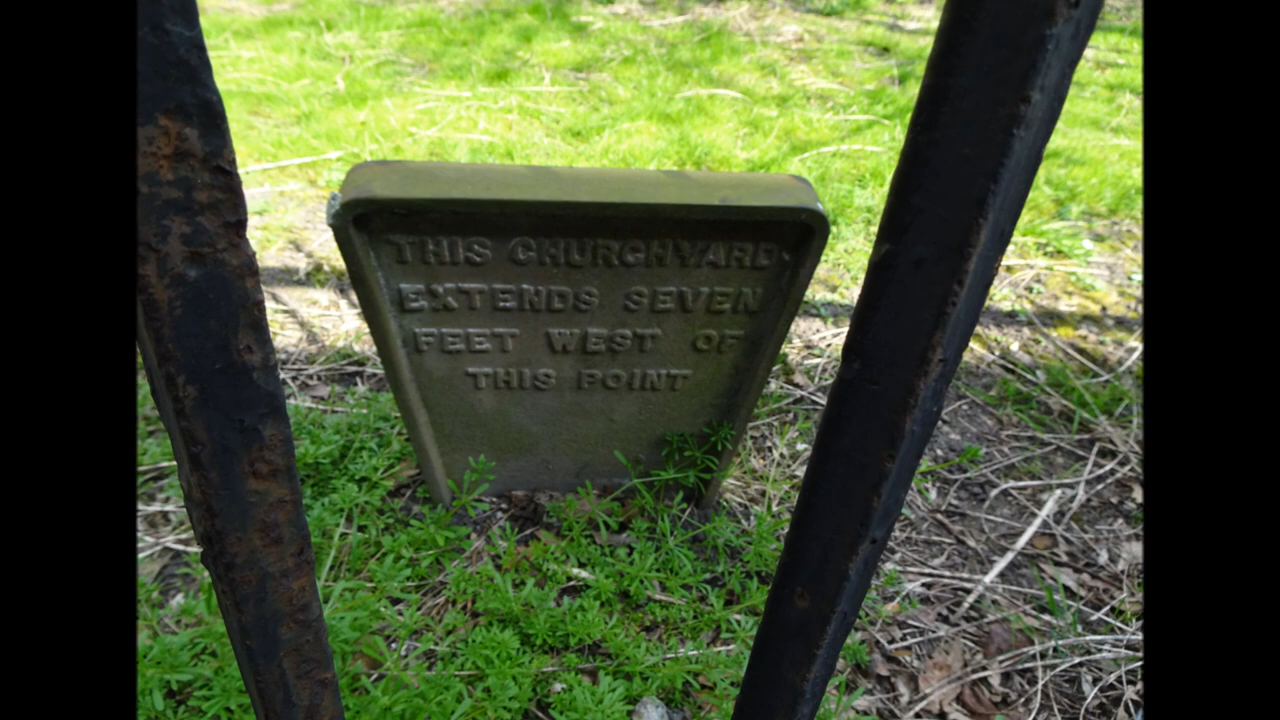 THIS CHURCHYARD
EXTENDS SEVEN
FEET WEST OF
THIS POINT